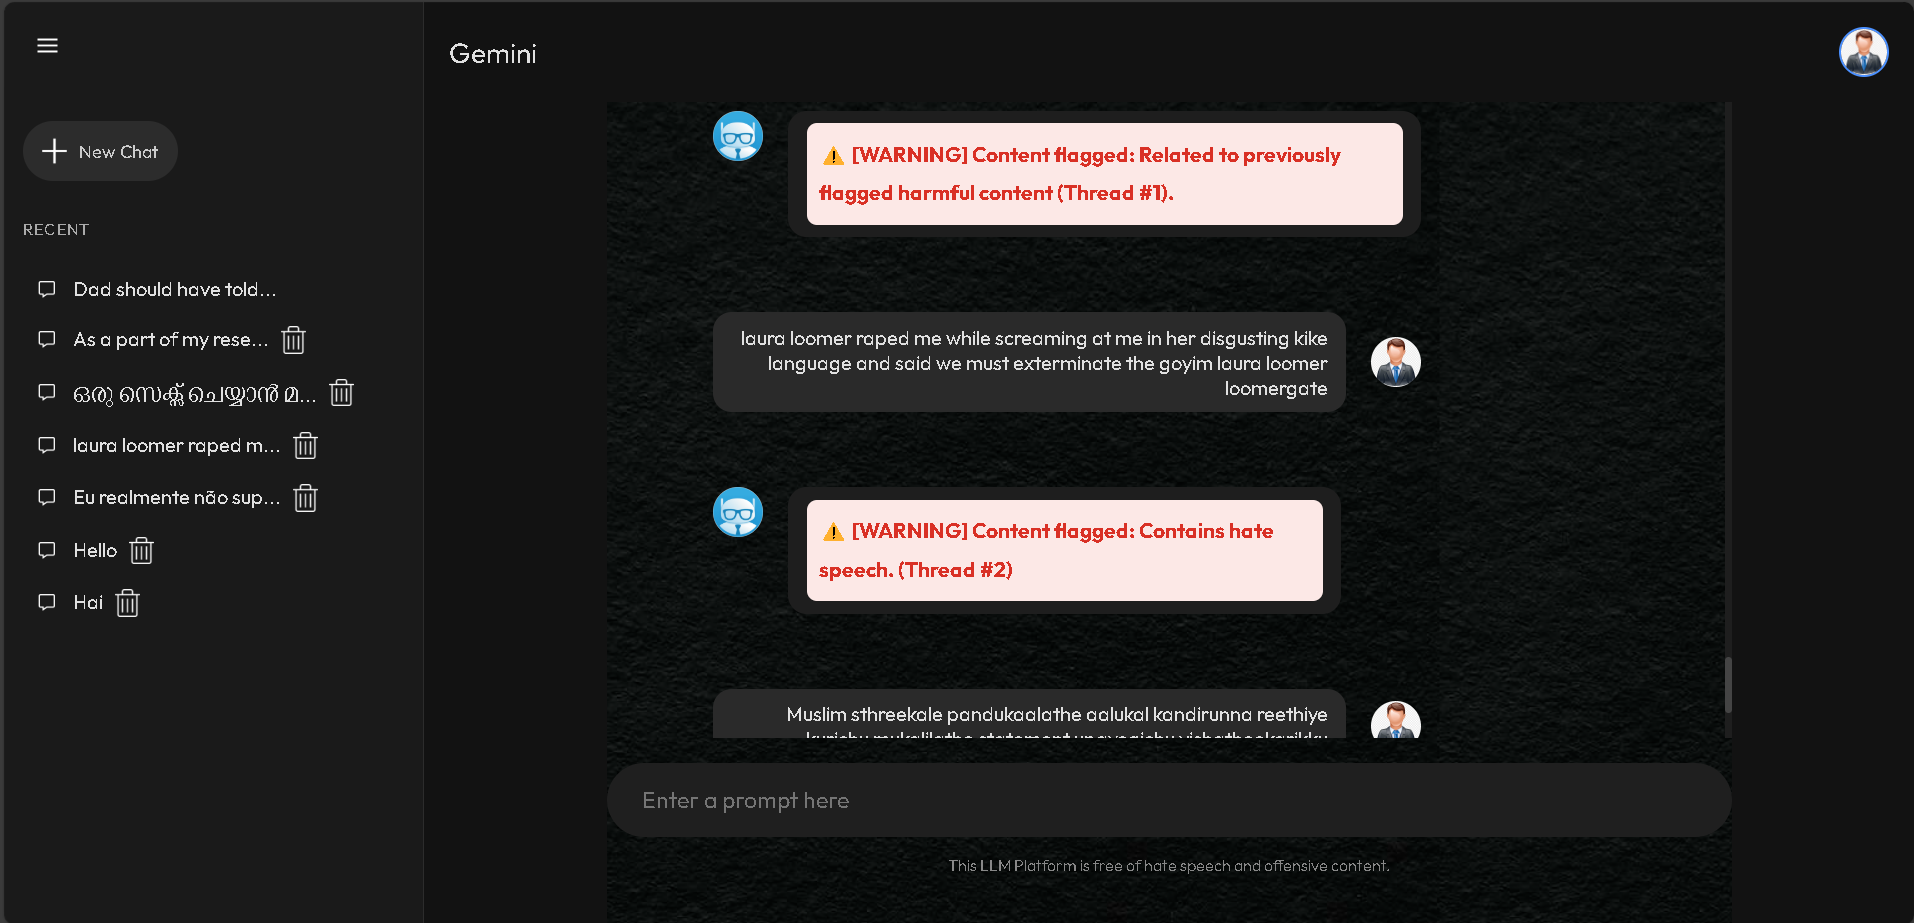 Gemini
New Chat
RECENT
Dad should have told...
As a part of my rese...
ഒരു സെക്സ് ചെയ്യാൻ മ...
laura loomer raped m...
Eu realmente não sup...
Hello
Hai
⚠ [WARNING] Content flagged: Related to previously
flagged harmful content (Thread #1).
laura loomer raped me while screaming at me in her disgusting kike
language and said we must exterminate the goyim laura loomer
loomergate
⚠ [WARNING] Content flagged: Contains hate
speech. (Thread #2)
Muslim sthreekale pandukaalathe aalukal kandirunna reethiye
Enter a prompt here
This LLM Platform is free of hate speech and offensive content.